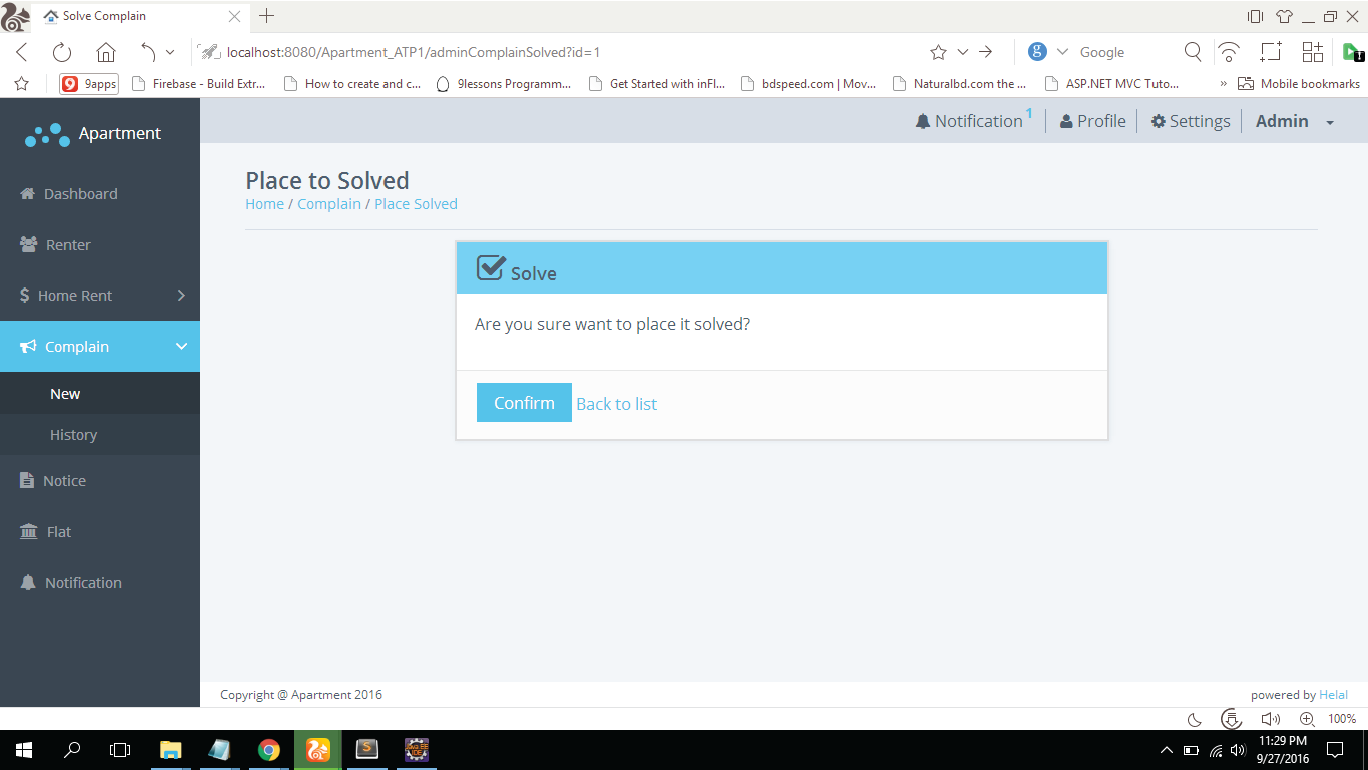 Solve Complain
localhost:8080/Apartment_ATP1/adminComplainSolved?id=1
g
Google
9 9apps
Firebase - Build Extr...
How to create and c...
9lessons Programm...
Get Started with inFl...
bdspeed.com | Mov...
Naturalbd.com the ...
ASP.NET MVC Tuto...
»
Mobile bookmarks
Apartment
Notification 1
Profile
Settings
Admin
Dashboard
Renter
$ Home Rent
Complain
New
History
Notice
Flat
Notification
Place to Solved
Home / Complain / Place Solved
Solve
Are you sure want to place it solved?
Confirm
Back to list
Copyright @ Apartment 2016
powered by Helal
100%
11:29 PM
9/27/2016